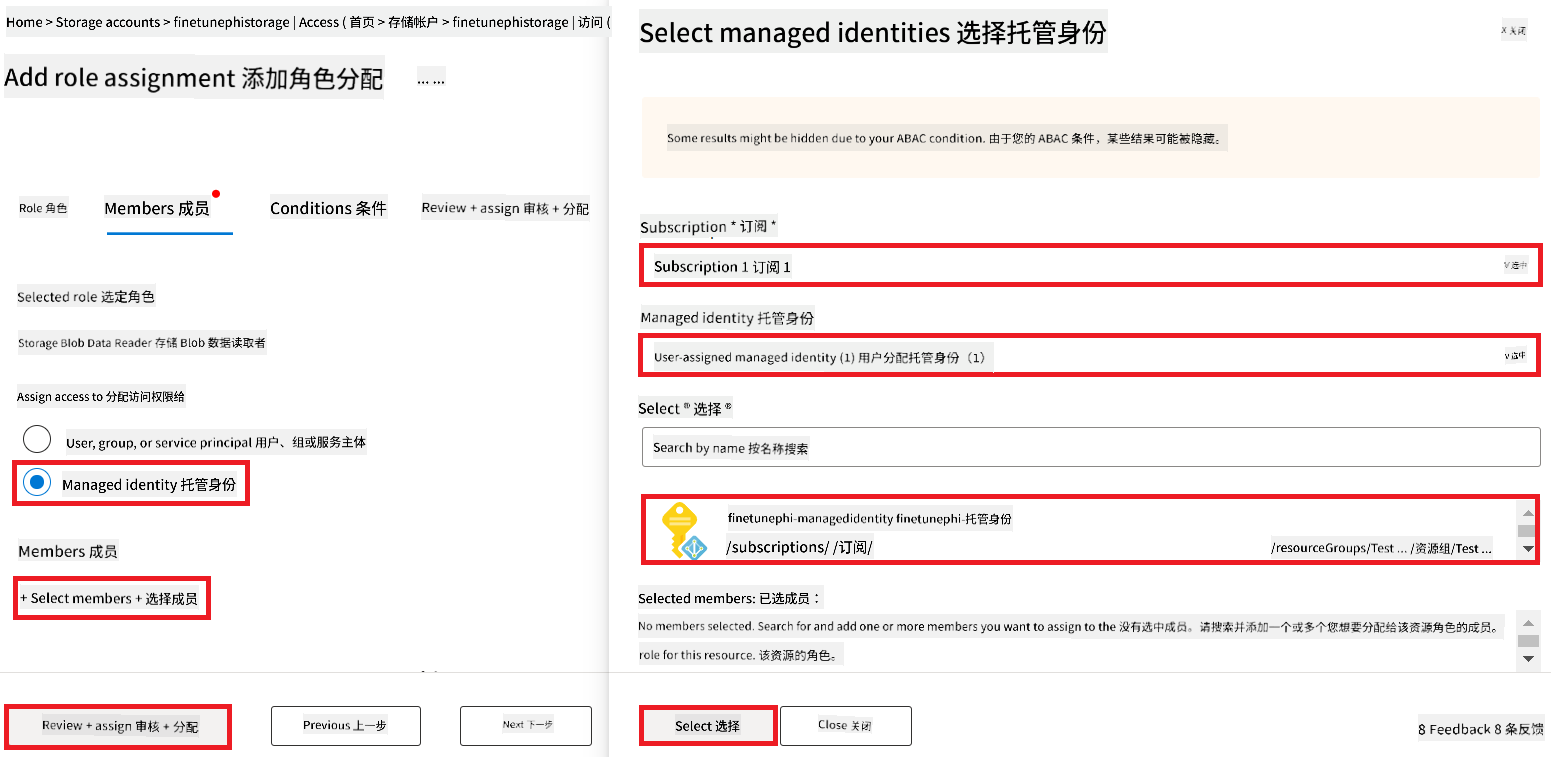 Home > Storage accounts > finetunephistorage | Access ( 首页 > 存储帐户 > finetunephistorage | 访问 (
Add role assignment 添加角色分配
... ...
Role 角色
Members 成员
Conditions 条件
Review + assign 审核 + 分配
Selected role 选定角色
Storage Blob Data Reader 存储 Blob 数据读取者
Assign access to 分配访问权限给
User, group, or service principal 用户、组或服务主体
Managed identity 托管身份
Members 成员
+ Select members + 选择成员
Review + assign 审核 + 分配
Previous 上一步
Next 下一步
Select managed identities 选择托管身份
X 关闭
Some results might be hidden due to your ABAC condition. 由于您的 ABAC 条件，某些结果可能被隐藏。
Subscription * 订阅 *
Subscription 1 订阅 1
V 选中
Managed identity 托管身份
User-assigned managed identity (1) 用户分配托管身份（1）
v 选中
Select ® 选择 ®
Search by name 按名称搜索
finetunephi-managedidentity finetunephi-托管身份
/subscriptions/ /订阅/
/resourceGroups/Test ... /资源组/Test ...
Selected members: 已选成员：
No members selected. Search for and add one or more members you want to assign to the 没有选中成员。请搜索并添加一个或多个您想要分配给该资源角色的成员。
role for this resource. 该资源的角色。
Select 选择
Close 关闭
8 Feedback 8 条反馈